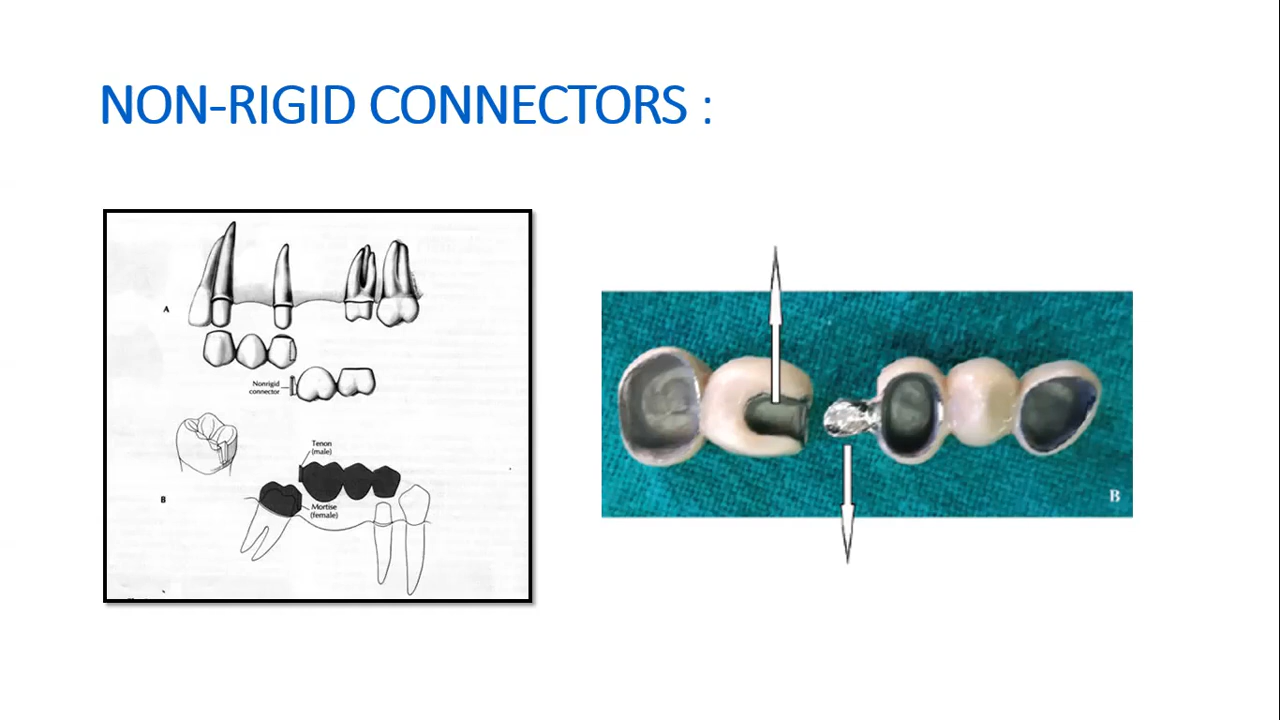 NON-RIGID CONNECTORS :
A
Nonrigid
connector
Tenon
(male)
B
Mortise
(female)
B